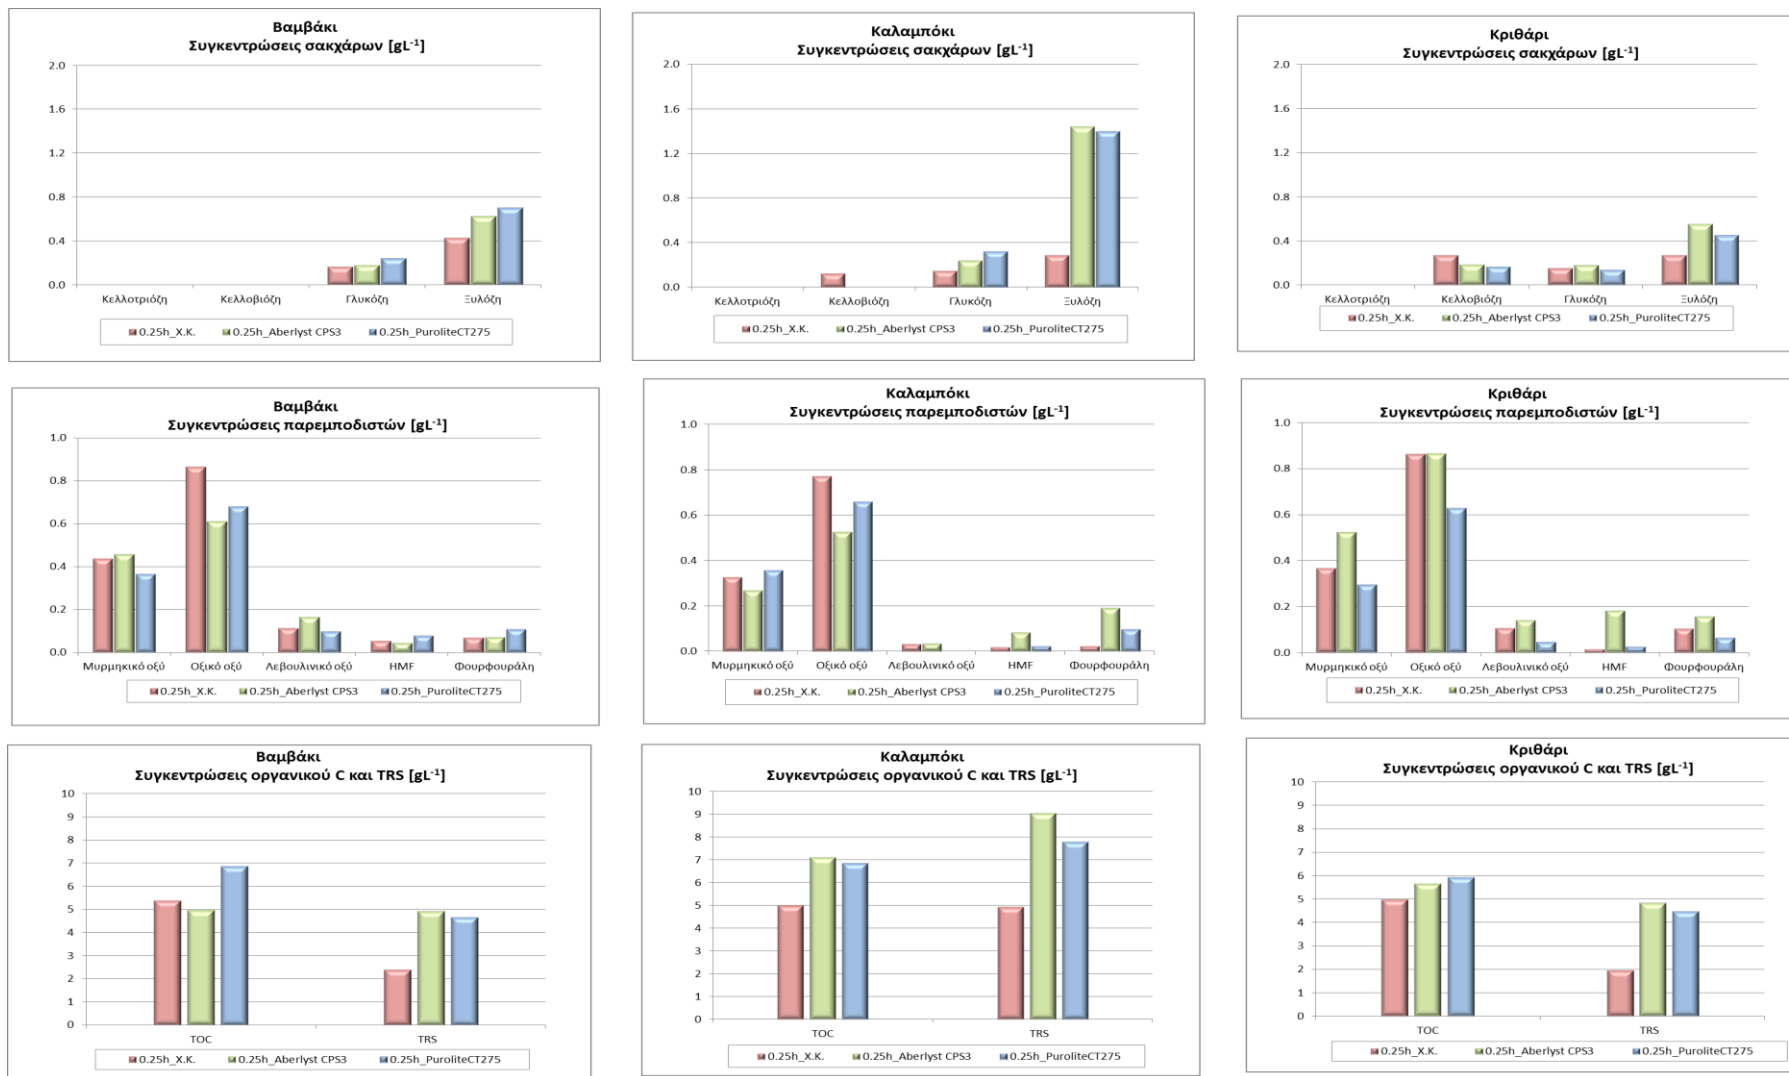 Βαμβάκι
Συγκεντρώσεις σακχάρων [gL⁻¹]
2.0
1.6
1.2
0.8
0.4
0.0
Κελλοτριόζη Κελλοβιόζη Γλυκόζη Ξυλόζη
0.25h_Χ.Κ. 0.25h_Aberlyst CPS3 0.25h_PuroliteCT275
Καλαμπόκι
Συγκεντρώσεις σακχάρων [gL⁻¹]
2.0
1.6
1.2
0.8
0.4
0.0
Κελλοτριόζη Κελλοβιόζη Γλυκόζη Ξυλόζη
0.25h_Χ.Κ. 0.25h_Aberlyst CPS3 0.25h_PuroliteCT275
Κριθάρι
Συγκεντρώσεις σακχάρων [gL⁻¹]
2.0
1.6
1.2
0.8
0.4
0.0
Κελλοτριόζη Κελλοβιόζη Γλυκόζη Ξυλόζη
0.25h_Χ.Κ. 0.25h_Aberlyst CPS3 0.25h_PuroliteCT275
Βαμβάκι
Συγκεντρώσεις παρεμποδιστών [gL⁻¹]
1.0
0.8
0.6
0.4
0.2
0.0
Μυρμηκικό οξύ Οξικό οξύ Λεβουλινικό οξύ HMF Φουρφουράλη
0.25h_Χ.Κ. 0.25h_Aberlyst CPS3 0.25h_PuroliteCT275
Καλαμπόκι
Συγκεντρώσεις παρεμποδιστών [gL⁻¹]
1.0
0.8
0.6
0.4
0.2
0.0
Μυρμηκικό οξύ Οξικό οξύ Λεβουλινικό οξύ HMF Φουρφουράλη
0.25h_Χ.Κ. 0.25h_Aberlyst CPS3 0.25h_PuroliteCT275
Κριθάρι
Συγκεντρώσεις παρεμποδιστών [gL⁻¹]
1.0
0.8
0.6
0.4
0.2
0.0
Μυρμηκικό οξύ Οξικό οξύ Λεβουλινικό οξύ HMF Φουρφουράλη
0.25h_Χ.Κ. 0.25h_Aberlyst CPS3 0.25h_PuroliteCT275
Βαμβάκι
Συγκεντρώσεις οργανικού C και TRS [gL⁻¹]
10
9
8
7
6
5
4
3
2
1
0
TOC TRS
0.25h_Χ.Κ. 0.25h_Aberlyst CPS3 0.25h_PuroliteCT275
Καλαμπόκι
Συγκεντρώσεις οργανικού C και TRS [gL⁻¹]
10
9
8
7
6
5
4
3
2
1
0
TOC TRS
0.25h_Χ.Κ. 0.25h_Aberlyst CPS3 0.25h_PuroliteCT275
Κριθάρι
Συγκεντρώσεις οργανικού C και TRS [gL⁻¹]
10
9
8
7
6
5
4
3
2
1
0
TOC TRS
0.25h_Χ.Κ. 0.25h_Aberlyst CPS3 0.25h_PuroliteCT275